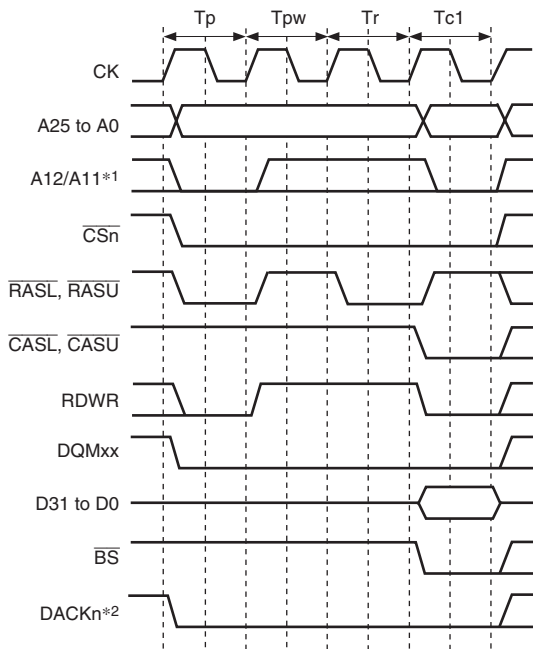 Tp Tpw Tr Tc1
CK
A25 to A0
A12/A11*1
CSn
RASL, RASU
CASL, CASU
RDWR
DQMxx
D31 to D0
BS
DACKn*2